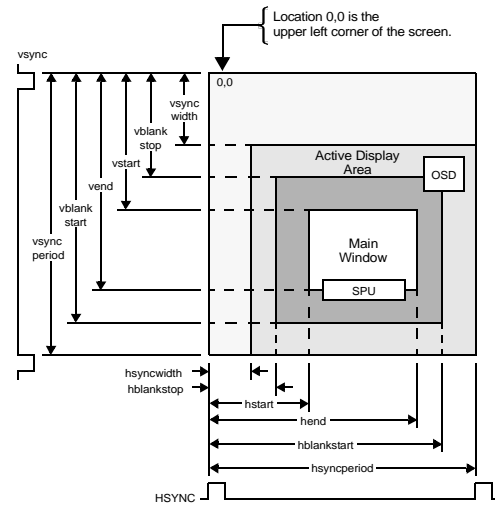 Location 0,0 is the
upper left corner of the screen.
vsync
0,0
vsync
width
vblank
stop
vstart
vend
vblank
start
vsync
period
Active Display
Area
OSD
Main
Window
SPU
hsyncwidth
hblankstop
hstart
hend
hblankstart
hsyncperiod
HSYNC